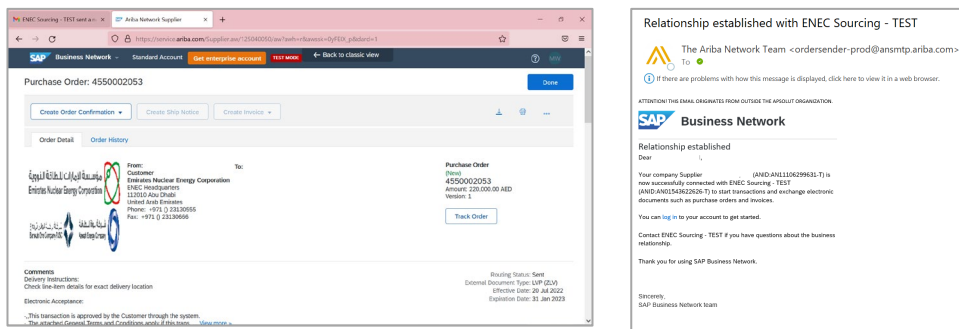 ENEC Sourcing - TEST sent a n
Ariba Network Supplier
https://service.ariba.com/Supplier.aw/125040050/aw?awh=r&awssk=0yFE0t_p&dard=1
SAP Business Network
Standard Account
Get enterprise account
TEST MODE
← Back to classic view
Purchase Order: 4550002053
Done
Create Order Confirmation
Create Ship Notice
Create Invoice
Order Detail
Order History
مؤسسة الإمارات للطاقة النووية
Emirates Nuclear Energy Corporation
Barakah One Company PJSC
Nawah Energy Company
From:
Customer
Emirates Nuclear Energy Corporation
ENEC Headquarters
112010 Abu Dhabi
United Arab Emirates
Phone: +971 () 23130555
Fax: +971 () 23130666
To:
Purchase Order
(New)
4550002053
Amount: 220,000.00 AED
Version: 1
Track Order
Comments
Delivery Instructions:
Check line-item details for exact delivery location
Electronic Acceptance:
-,This transaction is approved by the Customer through the system.
- The attached General Terms and Conditions apply if this trans
View more »
Routing Status: Sent
External Document Type: LVP (ZLV)
Effective Date: 20 Jul 2022
Expiration Date: 31 Jan 2023
Relationship established with ENEC Sourcing - TEST
The Ariba Network Team <ordersender-prod@ansmtp.ariba.com>
To
If there are problems with how this message is displayed, click here to view it in a web browser.
ATTENTION! THIS EMAIL ORIGINATES FROM OUTSIDE THE APSOLUT ORGANIZATION.
SAP Business Network
Relationship established
Dear ,
Your company Supplier (ANID:AN11106299631-T) is
now successfully connected with ENEC Sourcing - TEST
(ANID:AN01543622626-T) to start transactions and exchange electronic
documents such as purchase orders and invoices.
You can log in to your account to get started.
Contact ENEC Sourcing - TEST if you have questions about the business
relationship.
Thank you for using SAP Business Network.
Sincerely,
SAP Business Network team